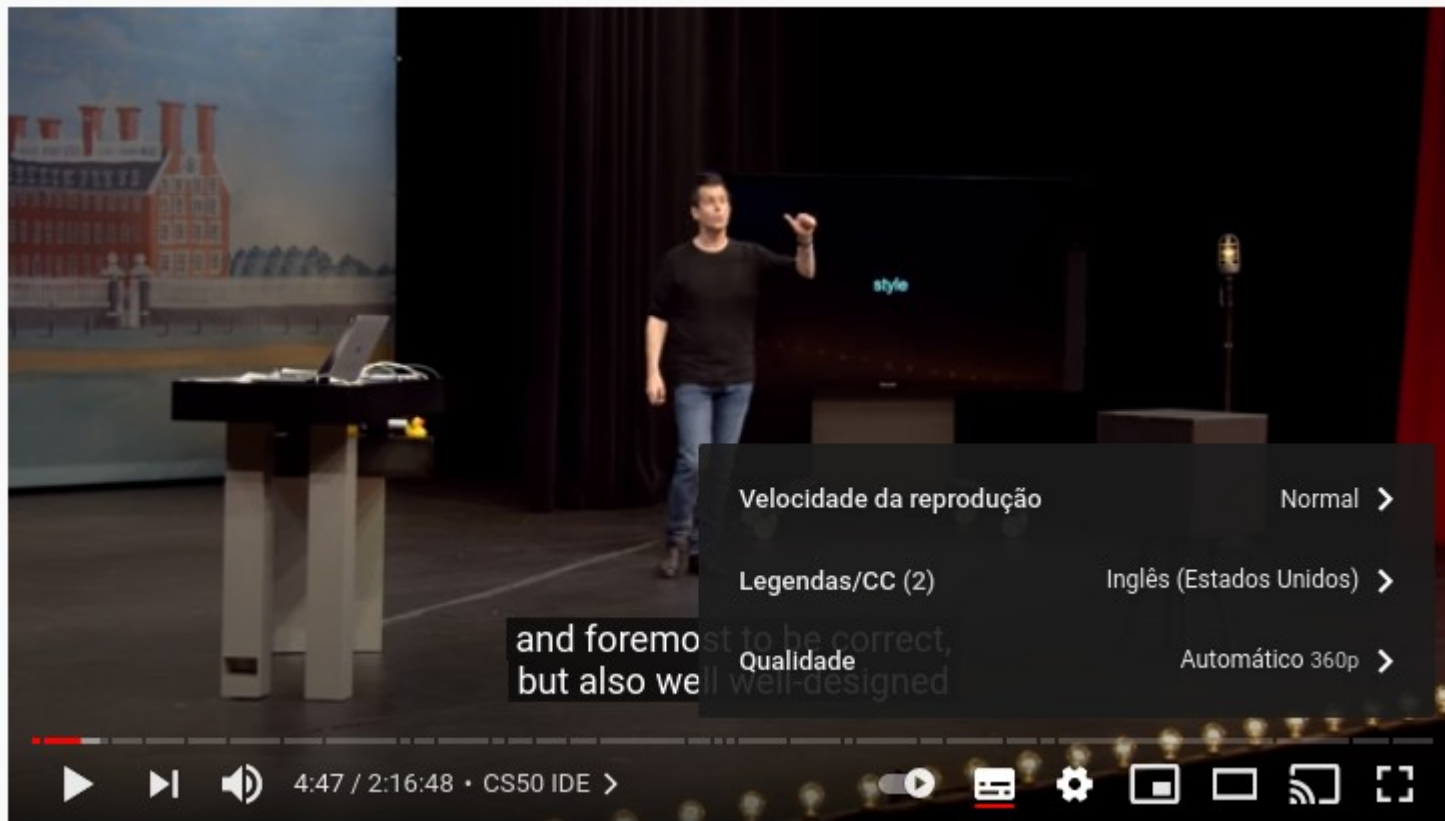 style
Velocidade da reprodução Normal
Legendas/CC (2) Inglês (Estados Unidos)
Qualidade Automático 360p
and foremost to be correct,
but also well well-designed
4:47 / 2:16:48 • CS50 IDE